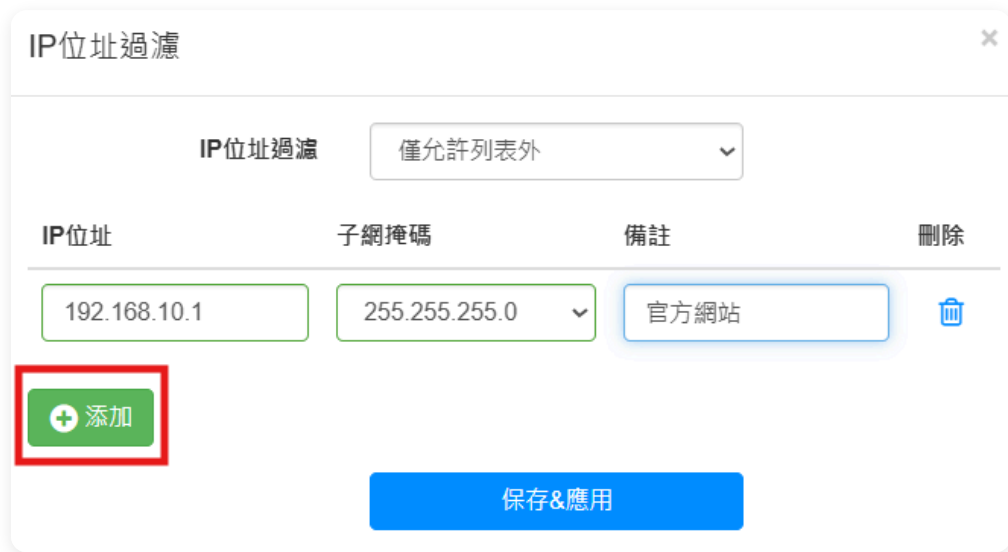 IP位址過濾
IP位址過濾 僅允許列表外
IP位址 子網掩碼 備註 刪除
192.168.10.1 255.255.255.0 官方網站
添加
保存&應用